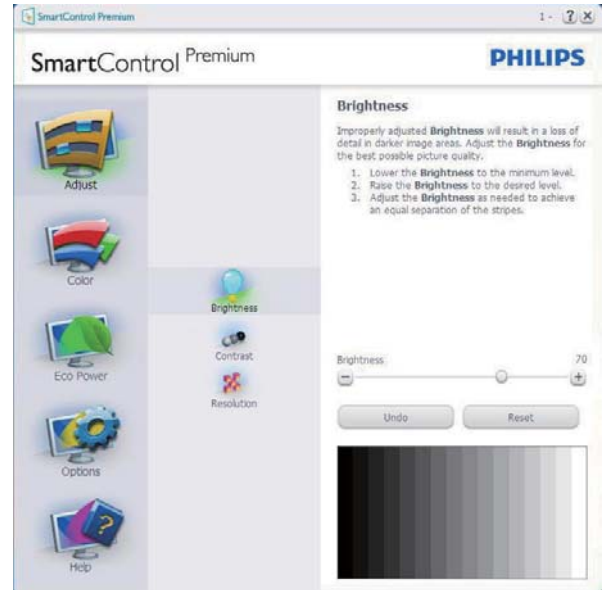 SmartControl Premium
1 - ? X
SmartControl Premium
PHILIPS
Adjust
Color
Eco Power
Options
Help
Brightness
Contrast
Resolution
Brightness
Improperly adjusted Brightness will result in a loss of
detail in darker image areas. Adjust the Brightness for
the best possible picture quality.
1. Lower the Brightness to the minimum level.
2. Raise the Brightness to the desired level.
3. Adjust the Brightness as needed to achieve
an equal separation of the stripes.
Brightness 70
Undo Reset